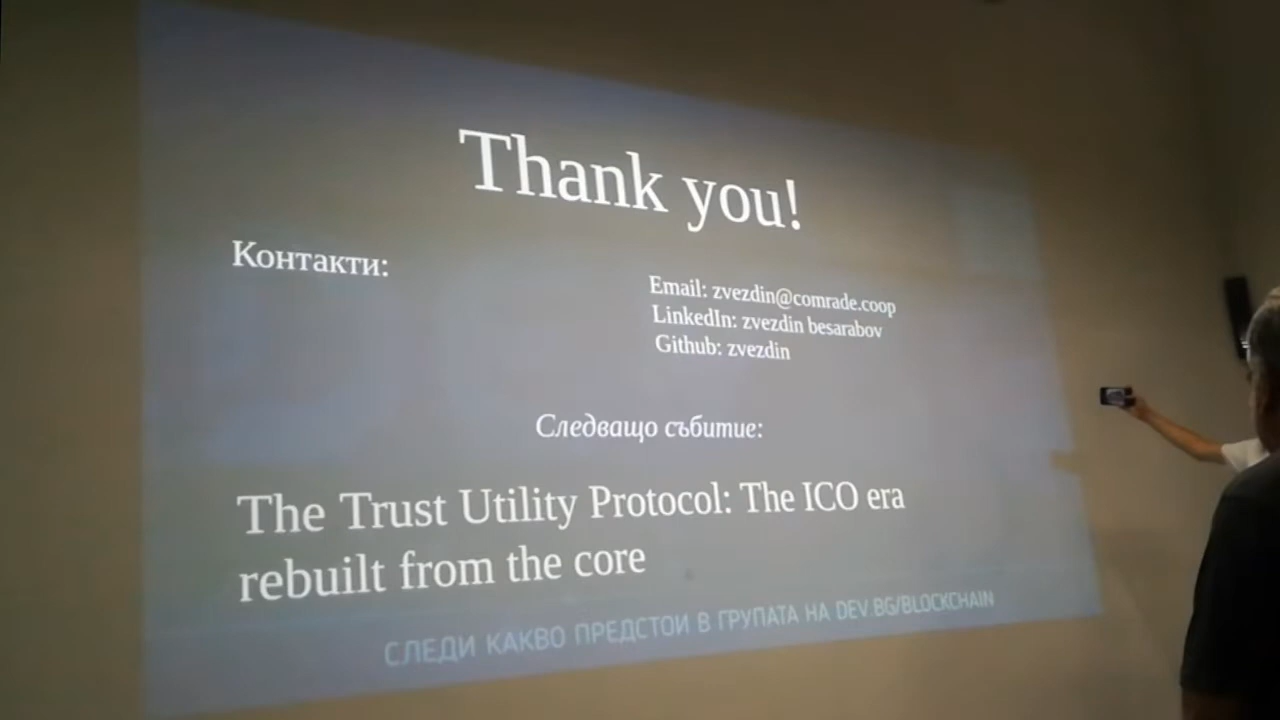 Thank you!
Контакти:
Email: zvezdin@comrade.coop
LinkedIn: zvezdin besarabov
Github: zvezdin
Следващо събитие:
The Trust Utility Protocol: The ICO era
rebuilt from the core
СЛЕДИ КАКВО ПРЕДСТОИ В ГРУПАТА НА DEV.BG/BLOCKCHAIN